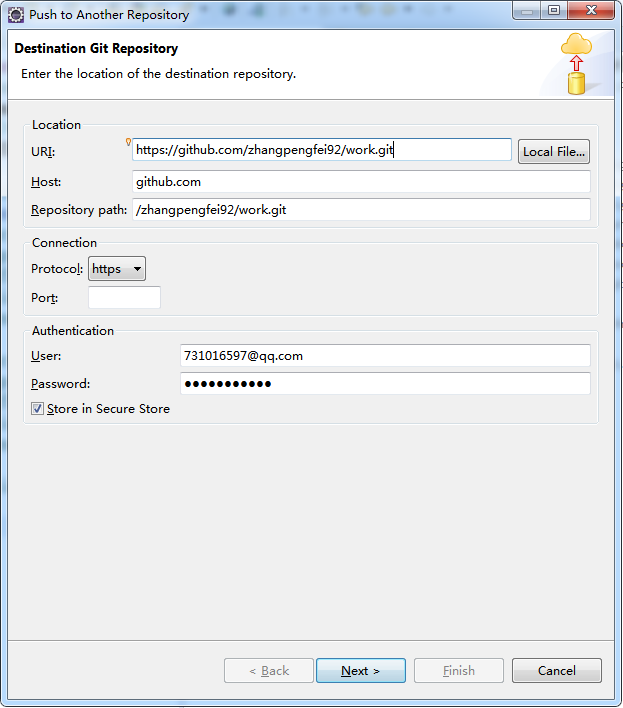 Push to Another Repository
Destination Git Repository
Enter the location of the destination repository.
Location
URI: https://github.com/zhangpengfei92/work.git Local File...
Host: github.com
Repository path: /zhangpengfei92/work.git
Connection
Protocol: https
Port:
Authentication
User: 731016597@qq.com
Password: ●●●●●●●●●●●
Store in Secure Store
< Back Next > Finish Cancel